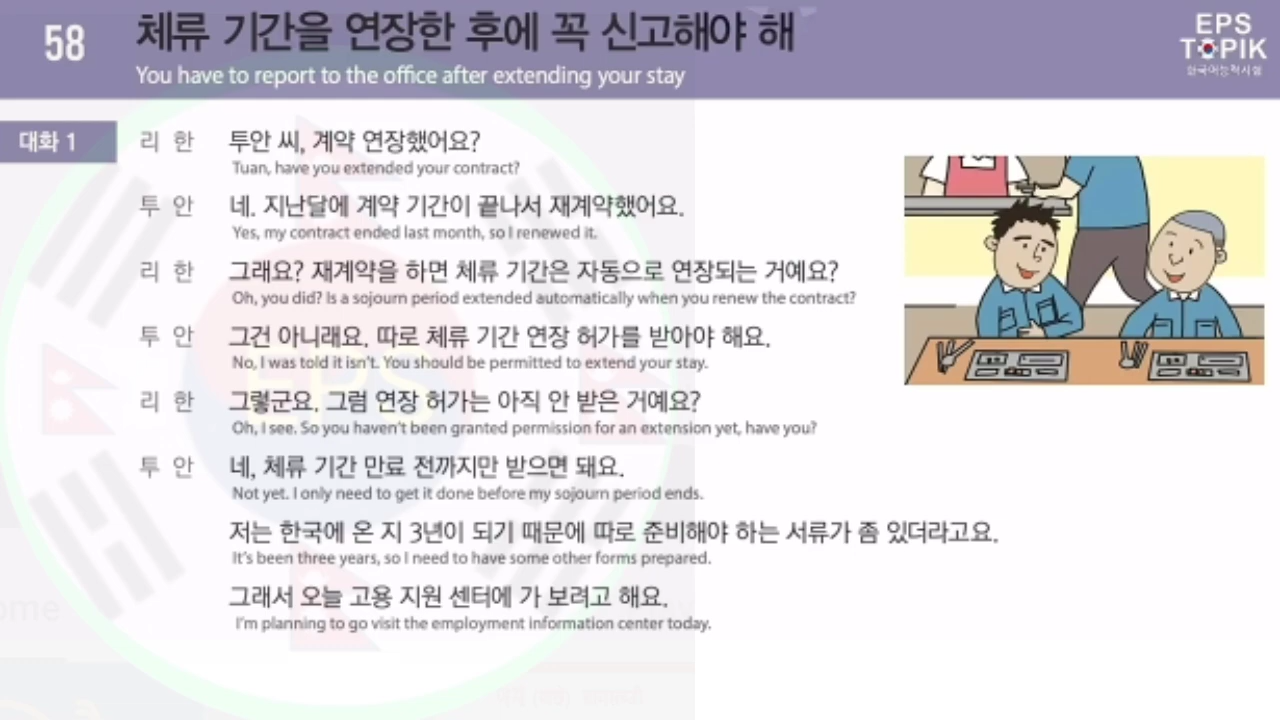 58 체류 기간을 연장한 후에 꼭 신고해야 해
You have to report to the office after extending your stay
EPS
TOPIK
한국어능력시험
대화 1
리 한 투안 씨, 계약 연장했어요?
Tuan, have you extended your contract?
투 안 네. 지난달에 계약 기간이 끝나서 재계약했어요.
Yes, my contract ended last month, so I renewed it.
리 한 그래요? 재계약을 하면 체류 기간은 자동으로 연장되는 거예요?
Oh, you did? Is a sojourn period extended automatically when you renew the contract?
투 안 그건 아니래요. 따로 체류 기간 연장 허가를 받아야 해요.
No, I was told it isn't. You should be permitted to extend your stay.
리 한 그렇군요. 그럼 연장 허가는 아직 안 받은 거예요?
Oh, I see. So you haven't been granted permission for an extension yet, have you?
투 안 네, 체류 기간 만료 전까지만 받으면 돼요.
Not yet. I only need to get it done before my sojourn period ends.
저는 한국에 온 지 3년이 되기 때문에 따로 준비해야 하는 서류가 좀 있더라고요.
It's been three years, so I need to have some other forms prepared.
그래서 오늘 고용 지원 센터에 가 보려고 해요.
I'm planning to go visit the employment information center today.
EPS